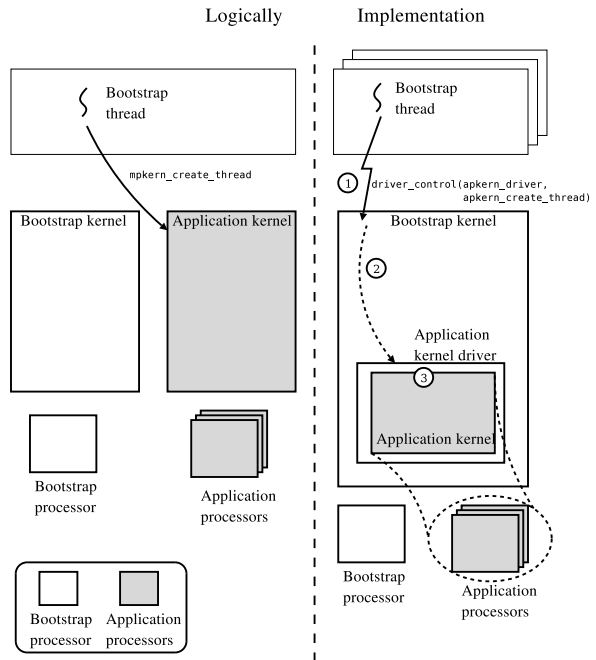 Logically
Implementation
Bootstrap
thread
mpkern_create_thread
Bootstrap kernel
Application kernel
Bootstrap
processor
Application
processors
Bootstrap
processor
Application
processors
Bootstrap
thread
1
driver_control(apkern_driver,
apkern_create_thread)
Bootstrap kernel
2
Application
kernel driver
3
Application kernel
Bootstrap
processor
Application
processors